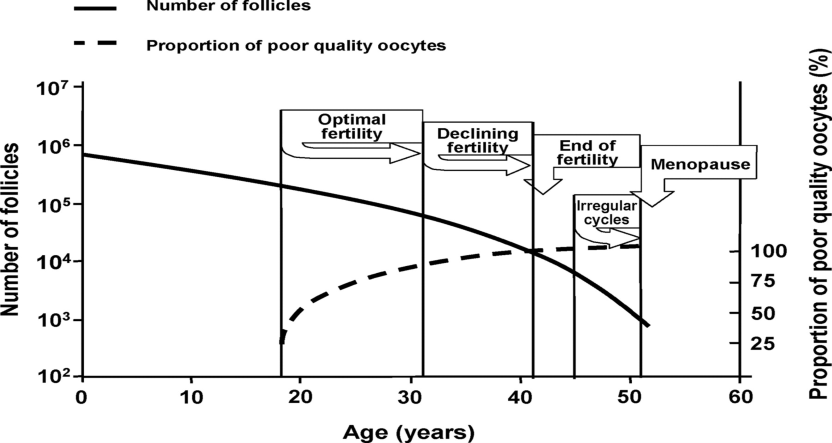 Number of follicles
Proportion of poor quality oocytes
Number of follicles
10⁷
10⁶
10⁵
10⁴
10³
10²
Optimal
fertility
Declining
fertility
End of
fertility
Irregular
cycles
Menopause
100
75
50
25
Proportion of poor quality oocytes (%)
0
20
30
40
50
60
10
Age (years)